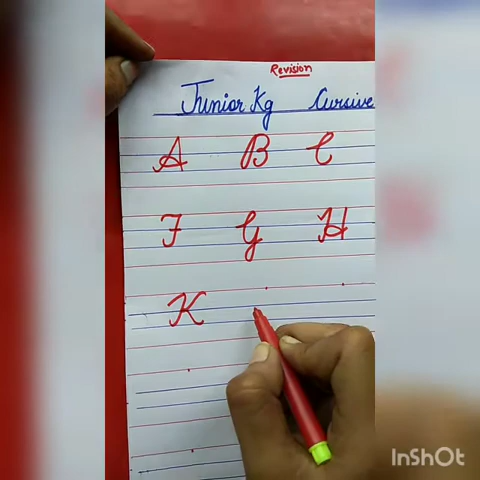 Revision
Junior Kg Cursive
A B C
F G H
K
InShOt